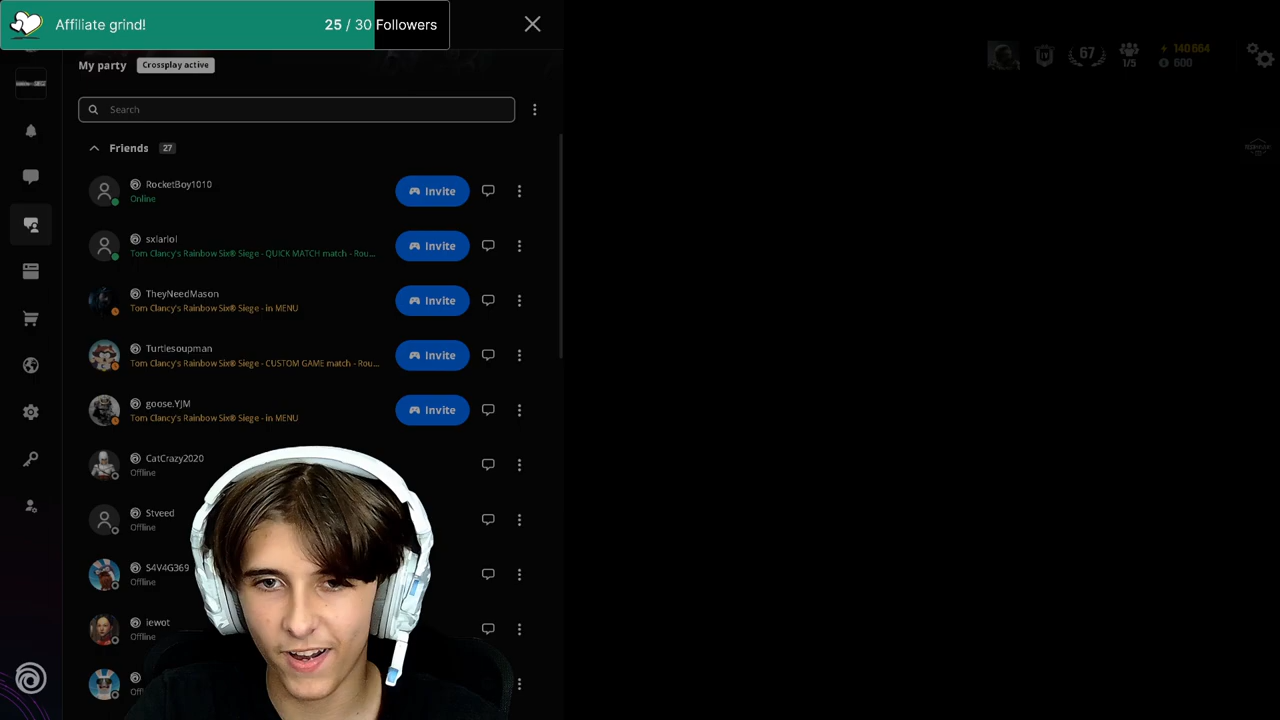 Affiliate grind! 25 / 30 Followers
My party Crossplay active
Search
Friends 27
RocketBoy1010
Online
Invite
sxlarlol
Tom Clancy's Rainbow Six® Siege - QUICK MATCH match - Rou...
Invite
TheyNeedMason
Tom Clancy's Rainbow Six® Siege - in MENU
Invite
Turtlesoupman
Tom Clancy's Rainbow Six® Siege - CUSTOM GAME match - Rou...
Invite
goose.YJM
Tom Clancy's Rainbow Six® Siege - in MENU
Invite
CatCrazy2020
Offline
Stveed
Offline
S4V4G369
Offline
iewot
Offline
67
1/5
140 664
600